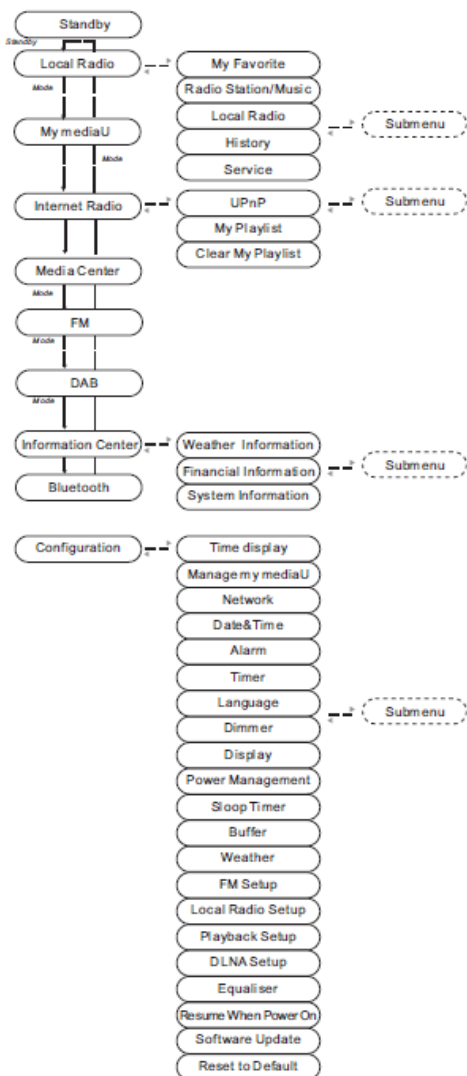 Standby
Standby
Local Radio
My Favorite
Radio Station/Music
Mode
Local Radio
Submenu
My mediaU
History
Mode
Service
Internet Radio
UPnP
Submenu
My Playlist
Clear My Playlist
Media Center
Mode
FM
Mode
DAB
Mode
Information Center
Weather Information
Financial Information
Submenu
Bluetooth
System Information
Configuration
Time display
Manage my mediaU
Network
Date&Time
Alarm
Timer
Language
Submenu
Dimmer
Display
Power Management
Sloop Timer
Buffer
Weather
FM Setup
Local Radio Setup
Playback Setup
DLNA Setup
Equaliser
Resume When Power On
Software Update
Reset to Default